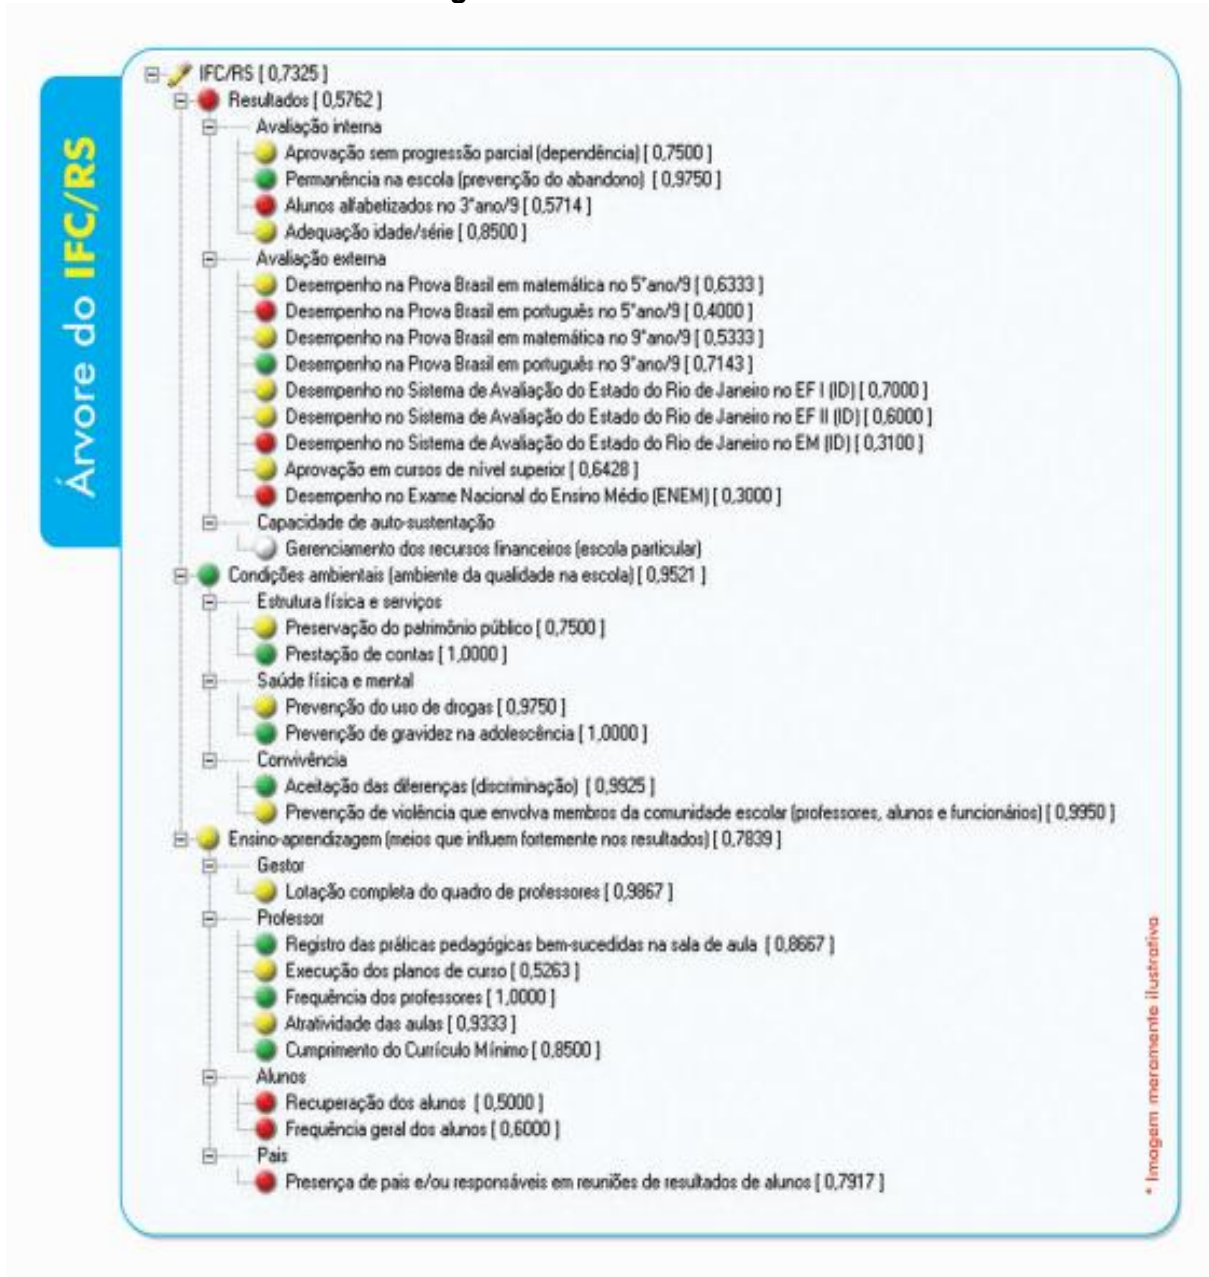 Árvore do IFC/RS
IFC/RS [ 0,7325 ]
Resultados [ 0,5762 ]
Avaliação interna
Aprovação sem progressão parcial (dependência) [ 0,7500 ]
Permanência na escola (prevenção do abandono) [ 0,9750 ]
Alunos alfabetizados no 3°ano/9 [ 0,5714 ]
Adequação idade/série [ 0,8500 ]
Avaliação externa
Desempenho na Prova Brasil em matemática no 5°ano/9 [ 0,6333 ]
Desempenho na Prova Brasil em português no 5°ano/9 [ 0,4000 ]
Desempenho na Prova Brasil em matemática no 9°ano/9 [ 0,5333 ]
Desempenho na Prova Brasil em português no 9°ano/9 [ 0,7143 ]
Desempenho no Sistema de Avaliação do Estado do Rio de Janeiro no EF I (ID) [ 0,7000 ]
Desempenho no Sistema de Avaliação do Estado do Rio de Janeiro no EF II (ID) [ 0,6000 ]
Desempenho no Sistema de Avaliação do Estado do Rio de Janeiro no EM (ID) [ 0,3100 ]
Aprovação em cursos de nível superior [ 0,6428 ]
Desempenho no Exame Nacional do Ensino Médio (ENEM) [ 0,3000 ]
Capacidade de auto-sustentação
Gerenciamento dos recursos financeiros (escola particular)
Condições ambientais (ambiente da qualidade na escola) [ 0,9521 ]
Estrutura física e serviços
Preservação do patrimônio público [ 0,7500 ]
Prestação de contas [ 1,0000 ]
Saúde física e mental
Prevenção do uso de drogas [ 0,9750 ]
Prevenção de gravidez na adolescência [ 1,0000 ]
Convivência
Aceitação das diferenças (discriminação) [ 0,9925 ]
Prevenção de violência que envolva membros da comunidade escolar (professores, alunos e funcionários) [ 0,9950 ]
Ensino-aprendizagem (meios que influem fortemente nos resultados) [ 0,7839 ]
Gestor
Lotação completa do quadro de professores [ 0,9867 ]
Professor
Registro das práticas pedagógicas bem-sucedidas na sala de aula [ 0,8667 ]
Execução dos planos de curso [ 0,5263 ]
Frequência dos professores [ 1,0000 ]
Atratividade das aulas [ 0,9333 ]
Cumprimento do Currículo Mínimo [ 0,8500 ]
Alunos
Recuperação dos alunos [ 0,5000 ]
Frequência geral dos alunos [ 0,6000 ]
Pais
Presença de pais e/ou responsáveis em reuniões de resultados de alunos [ 0,7917 ]
* Imagem meramente ilustrativa